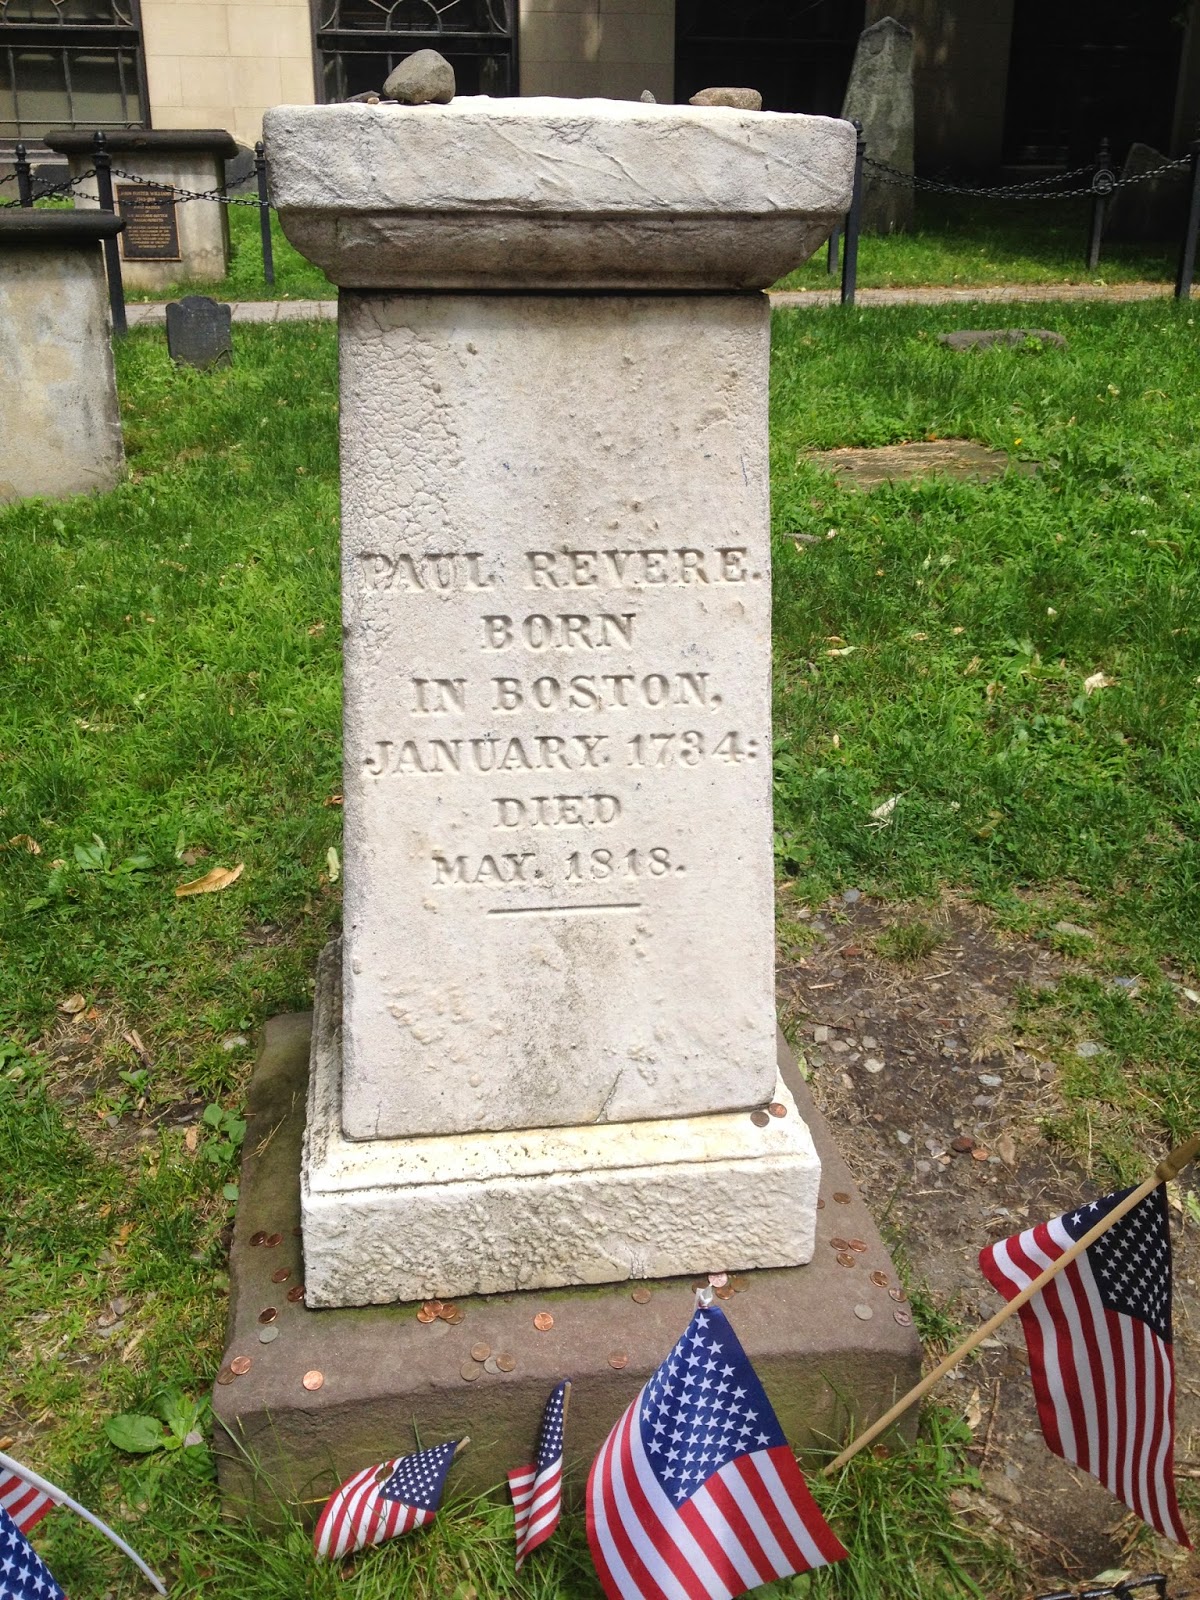 PAUL REVERE.
BORN
IN BOSTON,
JANUARY. 1734:
DIED
MAY. 1818.